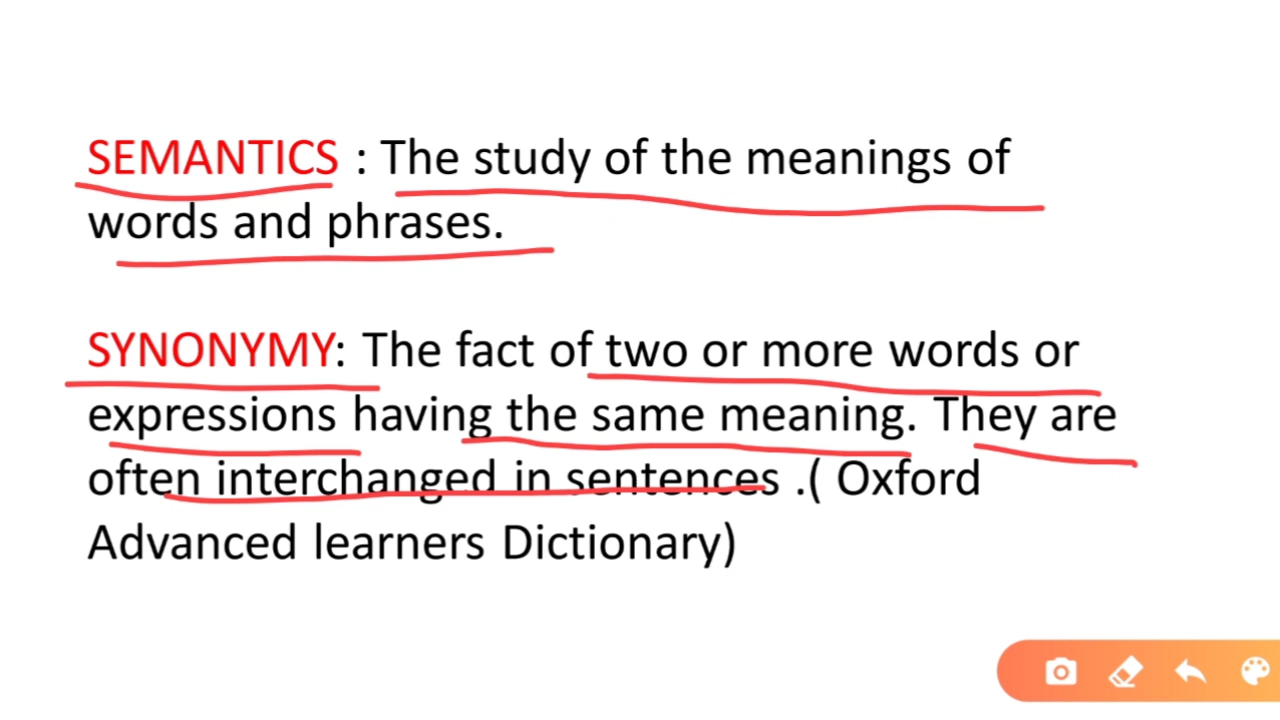 SEMANTICS : The study of the meanings of
words and phrases.
SYNONYMY: The fact of two or more words or
expressions having the same meaning. They are
often interchanged in sentences .( Oxford
Advanced learners Dictionary)